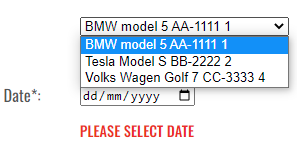 BMW model 5 AA-1111 1
BMW model 5 AA-1111 1
Tesla Model S BB-2222 2
Volks Wagen Golf 7 CC-3333 4
Date*: dd/mm/yyyy
PLEASE SELECT DATE